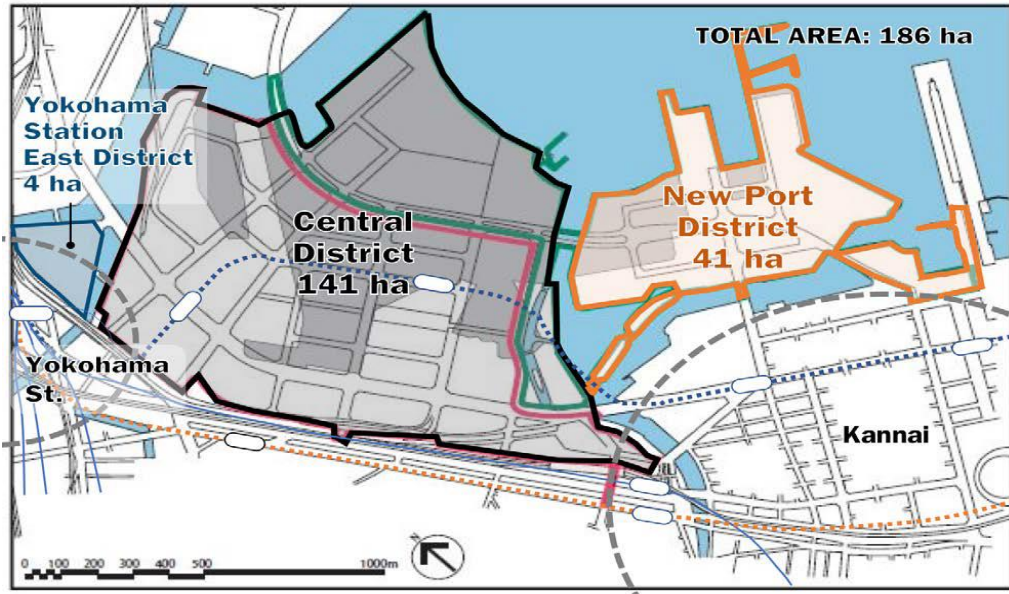 TOTAL AREA: 186 ha
Yokohama
Station
East District
4 ha
Central
District
141 ha
New Port
District
41 ha
Yokohama
St.
Kannai
0 100 200 300 400 500 1000m
N